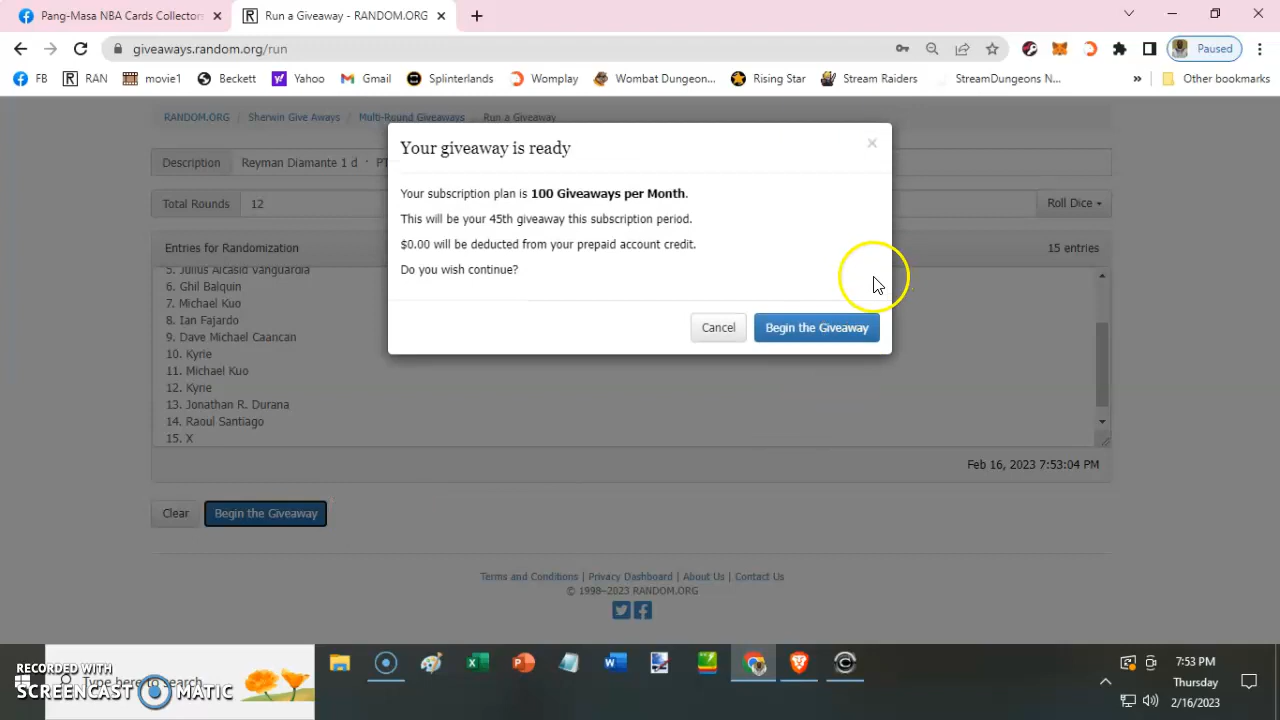 Pang-Masa NBA Cards Collectors
Run a Giveaway - RANDOM.ORG
giveaways.random.org/run
Paused
FB
RAN
movie1
Beckett
Yahoo
Gmail
Splinterlands
Womplay
Wombat Dungeon...
Rising Star
Stream Raiders
StreamDungeons N...
»
Other bookmarks
RANDOM.ORG / Sherwin Give Aways / Multi-Round Giveaways / Run a Giveaway
Your giveaway is ready
×
Description Reyman Diamante 1 d · PT
Your subscription plan is 100 Giveaways per Month.
Total Rounds 12 Roll Dice
This will be your 45th giveaway this subscription period.
Entries for Randomization 15 entries
$0.00 will be deducted from your prepaid account credit.
Do you wish continue?
5. Julius Alcasid Vanguardia
6. Ghil Balquin
7. Michael Kuo
8. Ian Fajardo
Cancel Begin the Giveaway
9. Dave Michael Caancan
10. Kyrie
11. Michael Kuo
12. Kyrie
13. Jonathan R. Durana
14. Raoul Santiago
15. X
Feb 16, 2023 7:53:04 PM
Clear Begin the Giveaway
Terms and Conditions | Privacy Dashboard | About Us | Contact Us
© 1998–2023 RANDOM.ORG
RECORDED WITH
SCREENCAST MATIC
Type here to search
7:53 PM
Thursday
2/16/2023